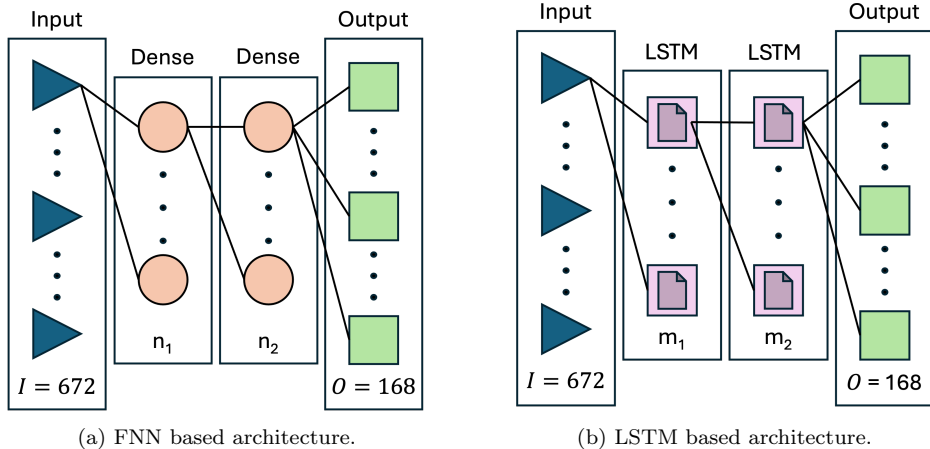 Input
Dense
Dense
Output
n₁
n₂
I = 672
O = 168
(a) FNN based architecture.
Input
LSTM
LSTM
Output
m₁
m₂
I = 672
O = 168
(b) LSTM based architecture.